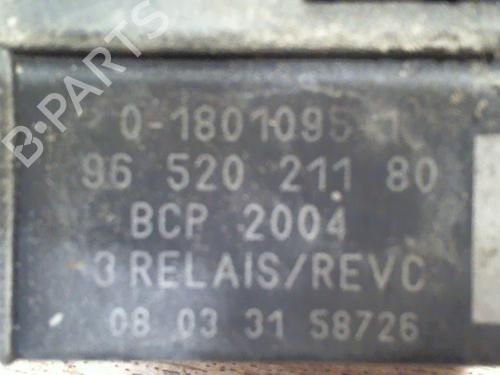 Q-1801095-1
96 520 211 80
BCP 2004
3 RELAIS/REVC
08 03 31 58726
B-PARTS